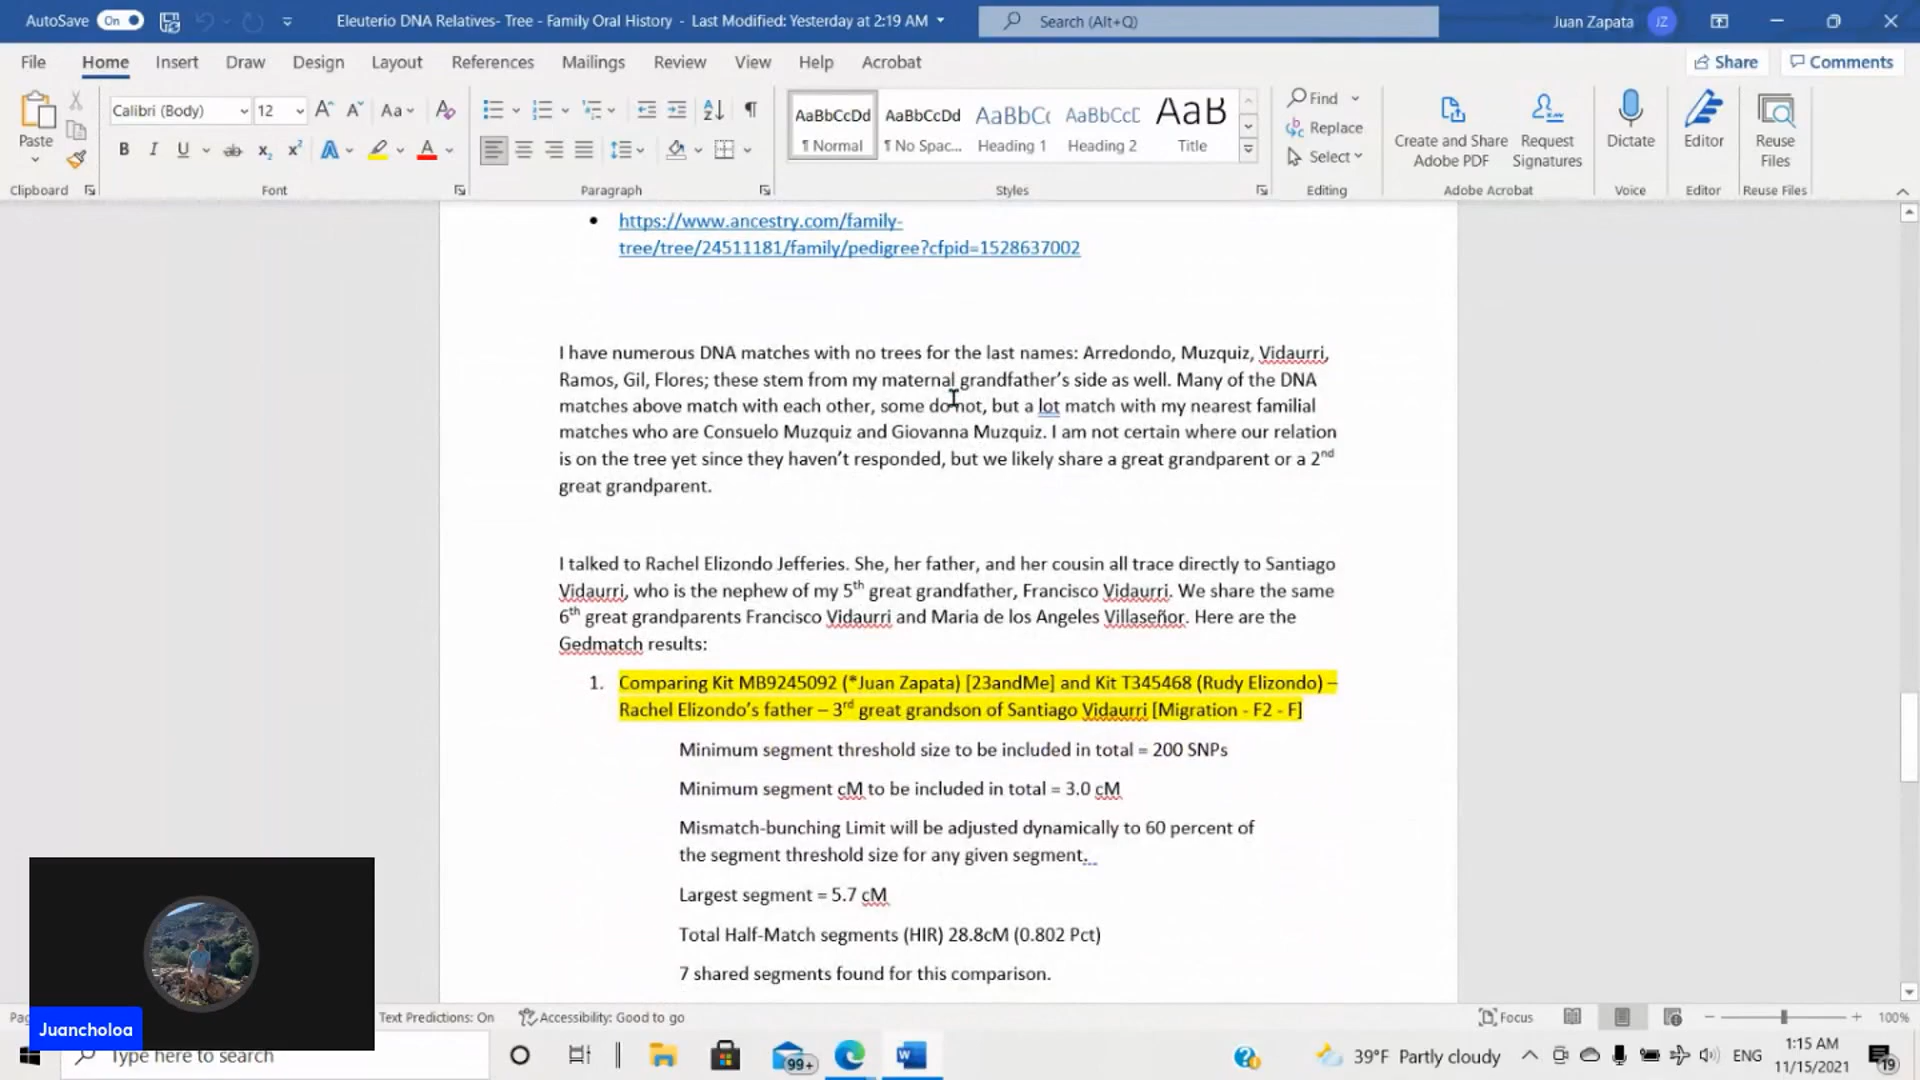 AutoSave On Eleuterio DNA Relatives- Tree - Family Oral History - Last Modified: Yesterday at 2:19 AM Search (Alt+Q) Juan Zapata JZ
File Home Insert Draw Design Layout References Mailings Review View Help Acrobat Share Comments
Paste
Clipboard
Calibri (Body) 12
Font
Paragraph
AaBbCcDd AaBbCcDd AaBbCc AaBbCcD AaB
¶ Normal ¶ No Spac... Heading 1 Heading 2 Title
Styles
Find
Replace
Select
Editing
Create and Share
Adobe PDF
Request
Signatures
Adobe Acrobat
Dictate
Voice
Editor
Editor
Reuse
Files
Reuse Files
• https://www.ancestry.com/family-
tree/tree/24511181/family/pedigree?cfpid=1528637002
I have numerous DNA matches with no trees for the last names: Arredondo, Muzquiz, Vidaurri,
Ramos, Gil, Flores; these stem from my maternal grandfather’s side as well. Many of the DNA
matches above match with each other, some do not, but a lot match with my nearest familial
matches who are Consuelo Muzquiz and Giovanna Muzquiz. I am not certain where our relation
is on the tree yet since they haven’t responded, but we likely share a great grandparent or a 2nd
great grandparent.
I talked to Rachel Elizondo Jefferies. She, her father, and her cousin all trace directly to Santiago
Vidaurri, who is the nephew of my 5th great grandfather, Francisco Vidaurri. We share the same
6th great grandparents Francisco Vidaurri and Maria de los Angeles Villaseñor. Here are the
Gedmatch results:
1. Comparing Kit MB9245092 (*Juan Zapata) [23andMe] and Kit T345468 (Rudy Elizondo) –
Rachel Elizondo’s father – 3rd great grandson of Santiago Vidaurri [Migration - F2 - F]
Minimum segment threshold size to be included in total = 200 SNPs
Minimum segment cM to be included in total = 3.0 cM
Mismatch-bunching Limit will be adjusted dynamically to 60 percent of
the segment threshold size for any given segment.
Largest segment = 5.7 cM
Total Half-Match segments (HIR) 28.8cM (0.802 Pct)
7 shared segments found for this comparison.
Juancholoa
Text Predictions: On Accessibility: Good to go Focus 100%
Type here to search 99+ 39°F Partly cloudy ENG 1:15 AM
11/15/2021 19